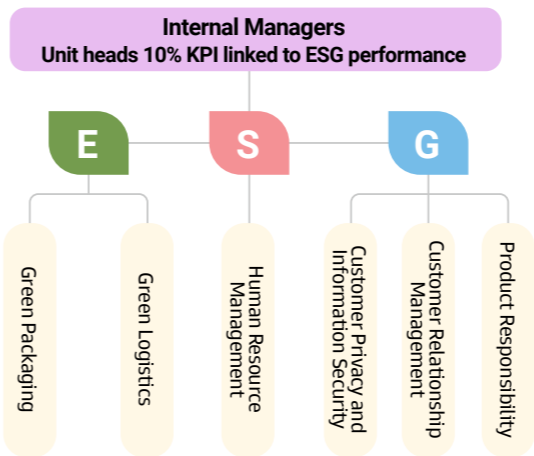 Internal Managers
Unit heads 10% KPI linked to ESG performance
E
S
G
Green Packaging
Green Logistics
Human Resource
Management
Customer Privacy and
Information Security
Customer Relationship
Management
Product Responsibility